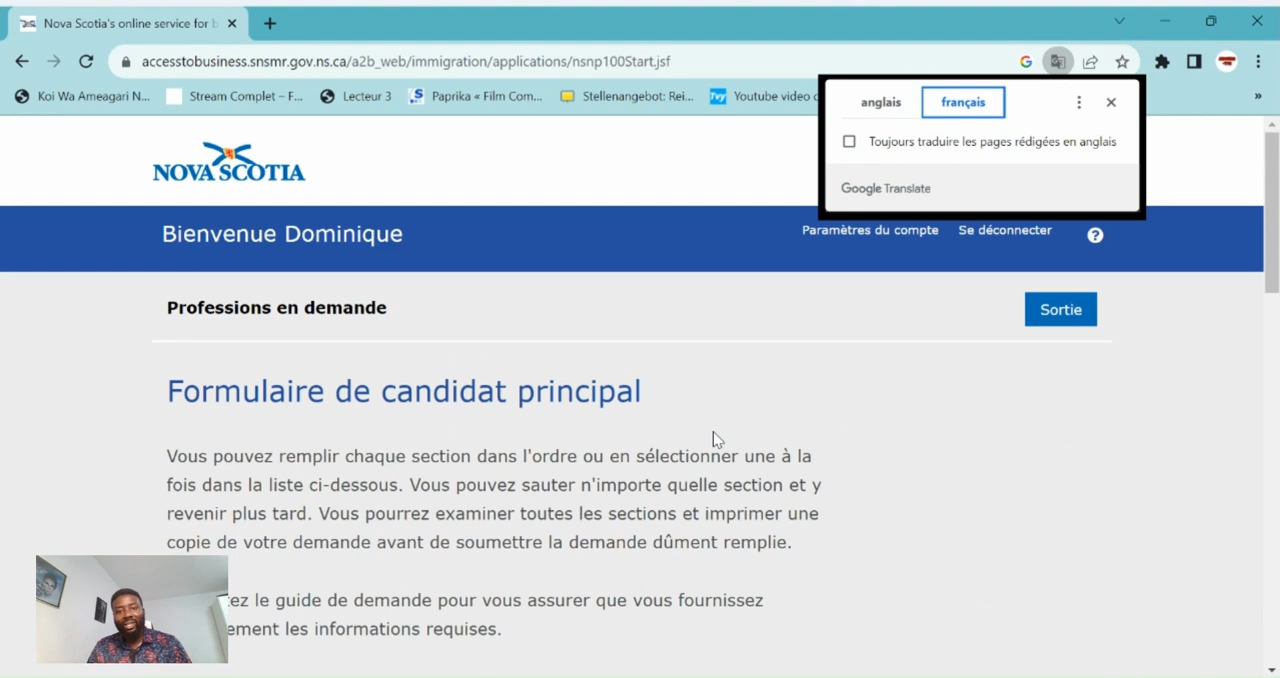 Nova Scotia's online service for b
accesstobusiness.snsmr.gov.ns.ca/a2b_web/immigration/applications/nsnp100Start.jsf
Koi Wa Ameagari N...
Stream Complet – F...
Lecteur 3
Paprika « Film Com...
Stellenangebot: Rei...
Tvy
Youtube video
»
anglais
français
Toujours traduire les pages rédigées en anglais
Google Translate
NOVA SCOTIA
Bienvenue Dominique
Paramètres du compte
Se déconnecter
?
Professions en demande
Sortie
Formulaire de candidat principal
Vous pouvez remplir chaque section dans l'ordre ou en sélectionner une à la
fois dans la liste ci-dessous. Vous pouvez sauter n'importe quelle section et y
revenir plus tard. Vous pourrez examiner toutes les sections et imprimer une
copie de votre demande avant de soumettre la demande dûment remplie.
ez le guide de demande pour vous assurer que vous fournissez
ement les informations requises.